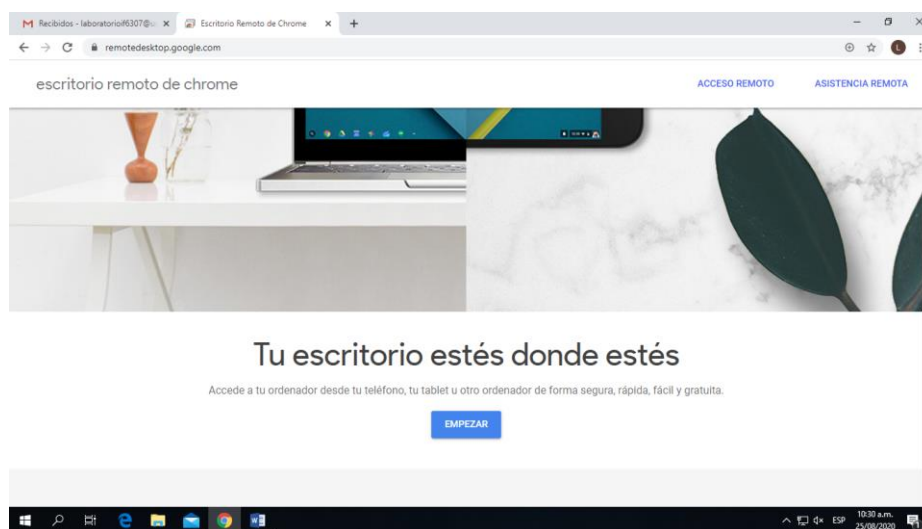 Recibidos - laboratorioif6307@
Escritorio Remoto de Chrome
remotedesktop.google.com
L
escritorio remoto de chrome
ACCESO REMOTO
ASISTENCIA REMOTA
Tu escritorio estés donde estés
Accede a tu ordenador desde tu teléfono, tu tablet u otro ordenador de forma segura, rápida, fácil y gratuita.
EMPEZAR
ESP
10:30 a.m.
25/08/2020